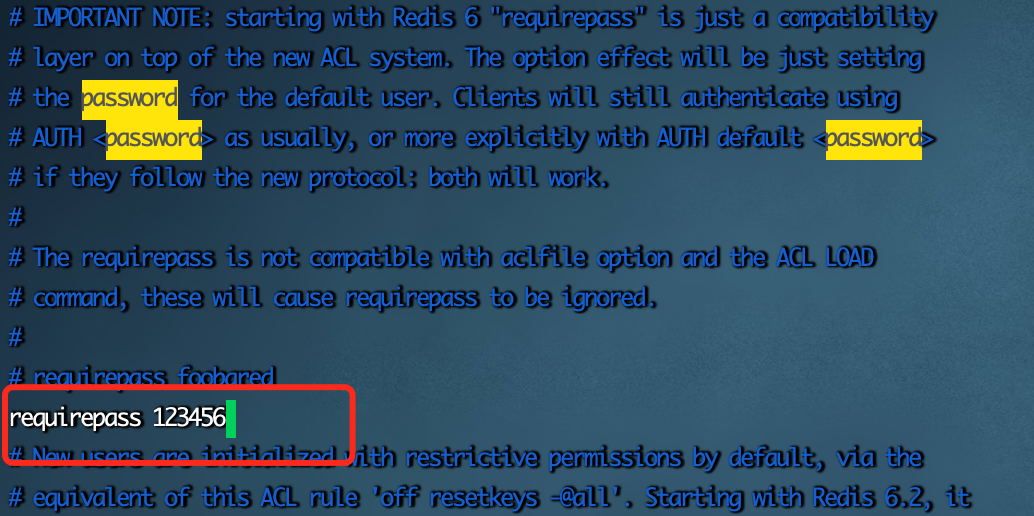 # IMPORTANT NOTE: starting with Redis 6 "requirepass" is just a compatibility
# layer on top of the new ACL system. The option effect will be just setting
# the password for the default user. Clients will still authenticate using
# AUTH <password> as usually, or more explicitly with AUTH default <password>
# if they follow the new protocol: both will work.
#
# The requirepass is not compatible with aclfile option and the ACL LOAD
# command, these will cause requirepass to be ignored.
#
# requirepass foobared
requirepass 123456
# New users are initialized with restrictive permissions by default, via the
# equivalent of this ACL rule 'off resetkeys -@all'. Starting with Redis 6.2, it